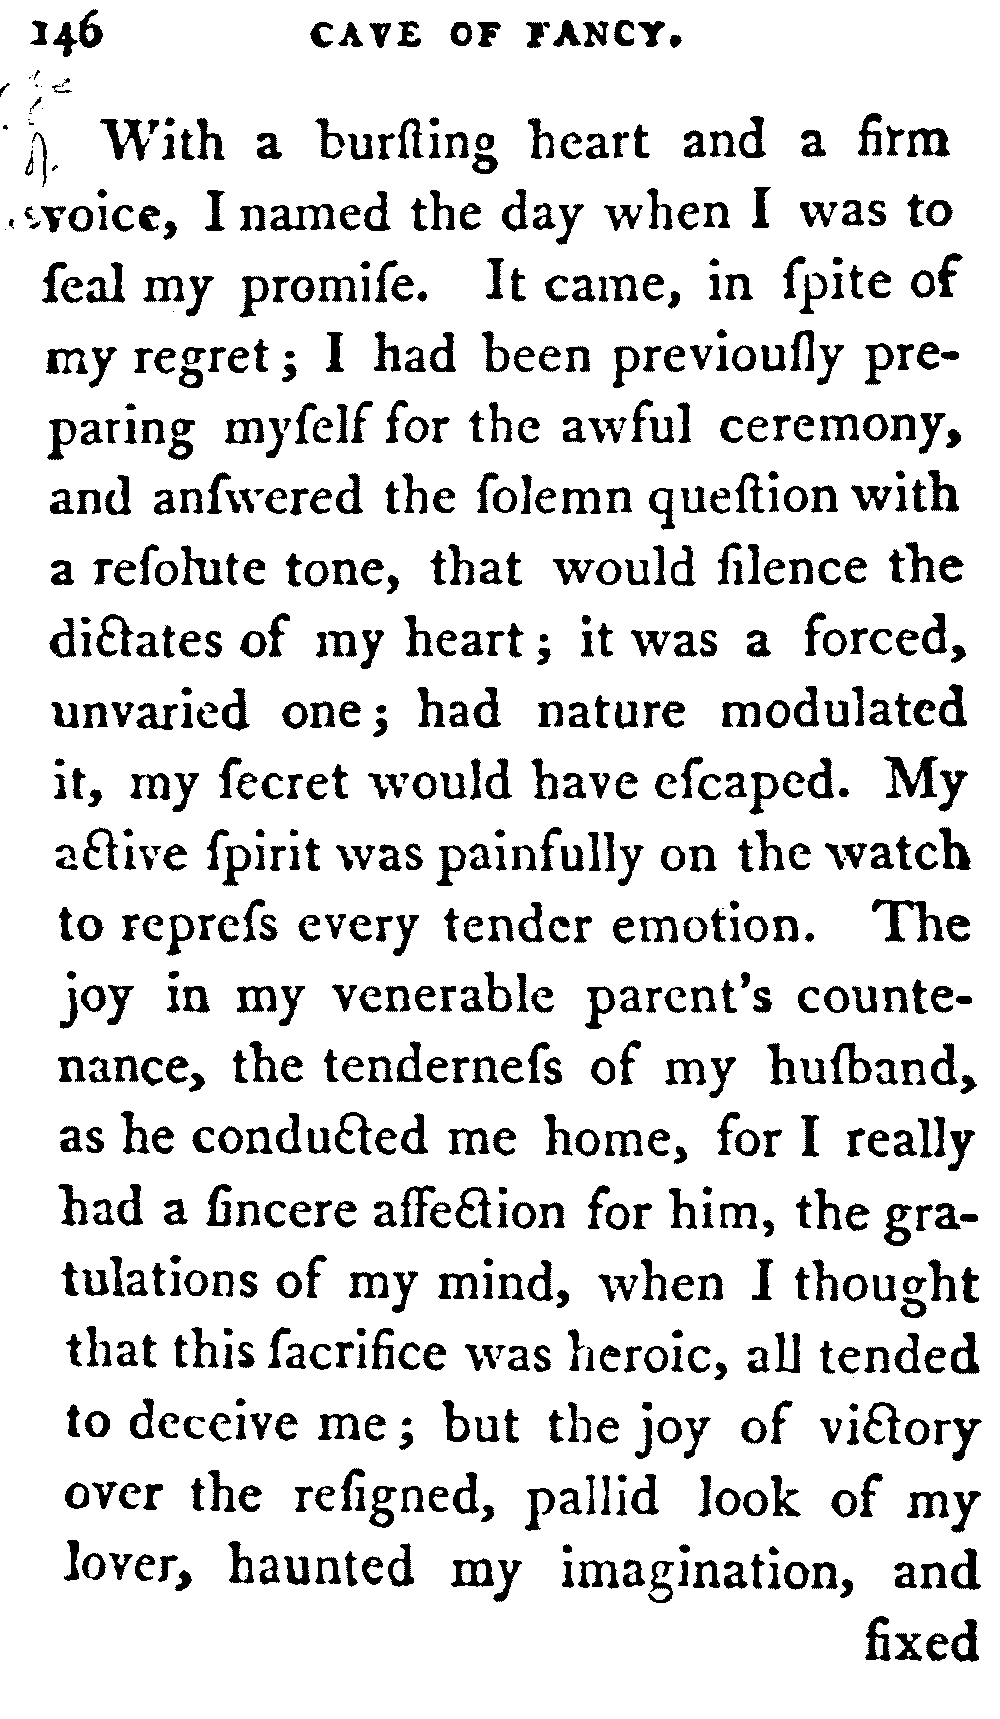 146 CAVE OF FANCY.
With a burſting heart and a firm
voice, I named the day when I was to
ſeal my promiſe. It came, in ſpite of
my regret; I had been previouſly pre-
paring myſelf for the awful ceremony,
and anſwered the ſolemn queſtion with
a reſolute tone, that would ſilence the
dictates of my heart; it was a forced,
unvaried one; had nature modulated
it, my ſecret would have eſcaped. My
active ſpirit was painfully on the watch
to repreſs every tender emotion. The
joy in my venerable parent's counte-
nance, the tenderneſs of my huſband,
as he conducted me home, for I really
had a ſincere affection for him, the gra-
tulations of my mind, when I thought
that this ſacrifice was heroic, all tended
to deceive me; but the joy of victory
over the reſigned, pallid look of my
lover, haunted my imagination, and
fixed